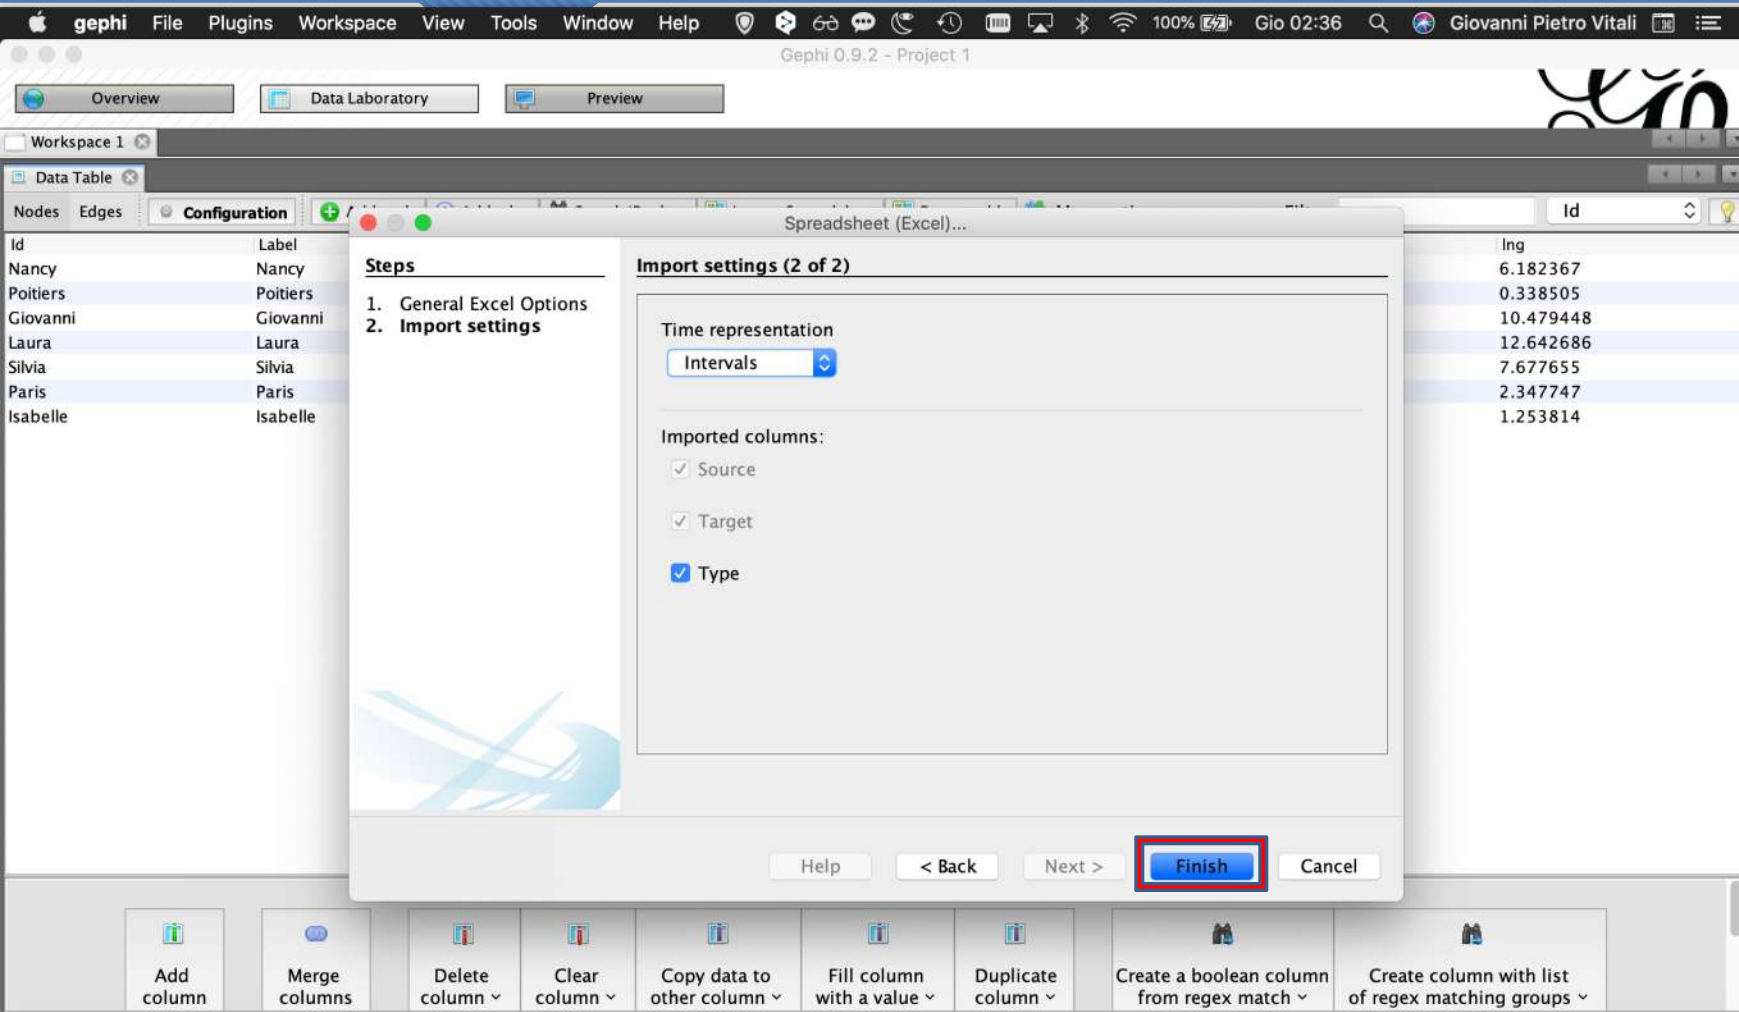 gephi File Plugins Workspace View Tools Window Help 100% Gio 02:36 Giovanni Pietro Vitali
Gephi 0.9.2 - Project 1
Overview Data Laboratory Preview
Workspace 1
Data Table
Nodes Edges Configuration Id
Spreadsheet (Excel)...
Id Label lng
Nancy Nancy 6.182367
Poitiers Poitiers 0.338505
Giovanni Giovanni 10.479448
Laura Laura 12.642686
Silvia Silvia 7.677655
Paris Paris 2.347747
Isabelle Isabelle 1.253814
Steps
1. General Excel Options
2. Import settings
Import settings (2 of 2)
Time representation
Intervals
Imported columns:
Source
Target
Type
Help < Back Next > Finish Cancel
Add column
Merge columns
Delete column
Clear column
Copy data to other column
Fill column with a value
Duplicate column
Create a boolean column from regex match
Create column with list of regex matching groups